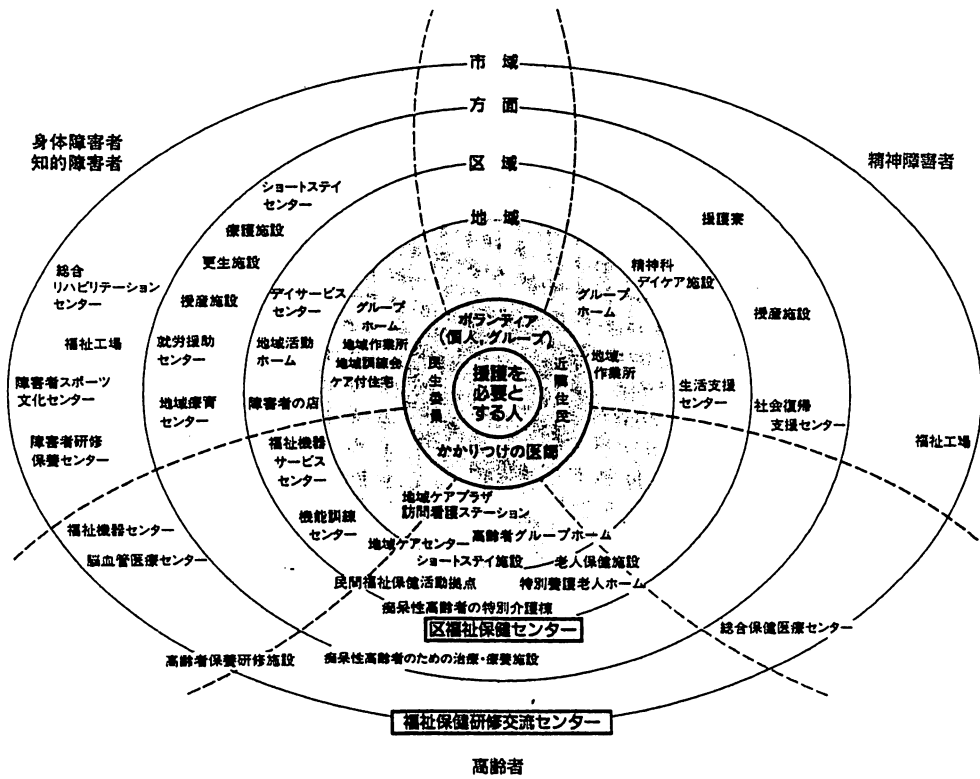 市 域
方 面
区 域
地 域
身体障害者
知的障害者
精神障害者
ショートステイ
センター
療護施設
更生施設
授産施設
総合
リハビリテーション
センター
福祉工場
就労援助
センター
障害者スポーツ
文化センター
地域療育
センター
障害者研修
保養センター
デイサービス
センター
地域活動
ホーム
障害者の店
グループ
ホーム
地域作業所
地域訓練会
ケア付住宅
福祉機器
サービス
センター
機能訓練
センター
ボランティア
(個人,グループ)
民生委員
援護を
必要と
する人
近隣住民
かかりつけの医師
グループ
ホーム
地域
作業所
精神科
デイケア施設
援護寮
授産施設
生活支援
センター
社会復帰
支援センター
福祉工場
福祉機器センター
脳血管医療センター
地域ケアプラザ
訪問看護ステーション
地域ケアセンター
高齢者グループホーム
ショートステイ施設
老人保健施設
民間福祉保健活動拠点
特別養護老人ホーム
痴呆性高齢者の特別介護棟
区福祉保健センター
総合保健医療センター
高齢者保養研修施設
痴呆性高齢者のための治療・療養施設
福祉保健研修交流センター
高齢者